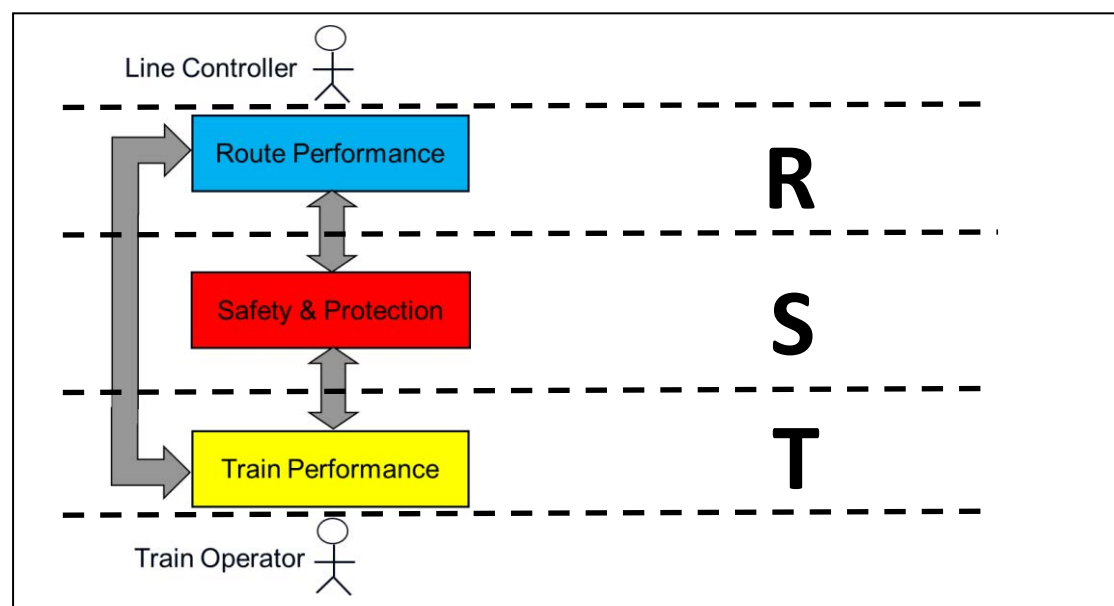 Line Controller
Route Performance
R
Safety & Protection
S
Train Performance
T
Train Operator